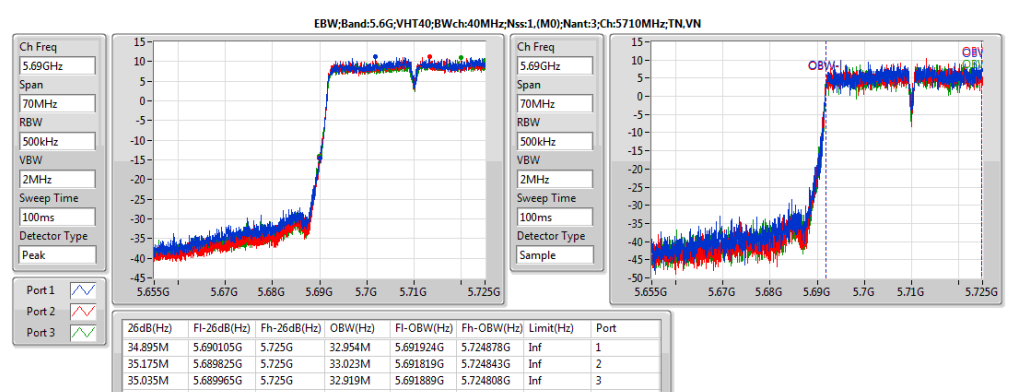 EBW;Band:5.6G;VHT40;BWch:40MHz;Nss:1,(M0);Nant:3;Ch:5710MHz;TN,VN
Ch Freq
5.69GHz
Span
70MHz
RBW
500kHz
VBW
2MHz
Sweep Time
100ms
Detector Type
Peak
15
10
5
0
-5
-10
-15
-20
-25
-30
-35
-40
-45
5.655G 5.67G 5.68G 5.69G 5.7G 5.71G 5.725G
Ch Freq
5.69GHz
Span
70MHz
RBW
500kHz
VBW
2MHz
Sweep Time
100ms
Detector Type
Sample
15
10
5
0
-5
-10
-15
-20
-25
-30
-35
-40
-45
-50
5.655G 5.67G 5.68G 5.69G 5.7G 5.71G 5.725G
Port 1
Port 2
Port 3
26dB(Hz) Fl-26dB(Hz) Fh-26dB(Hz) OBW(Hz) Fl-OBW(Hz) Fh-OBW(Hz) Limit(Hz) Port
34.895M 5.690105G 5.725G 32.954M 5.691924G 5.724878G Inf 1
35.175M 5.689825G 5.725G 33.023M 5.691819G 5.724843G Inf 2
35.035M 5.689965G 5.725G 32.919M 5.691889G 5.724808G Inf 3